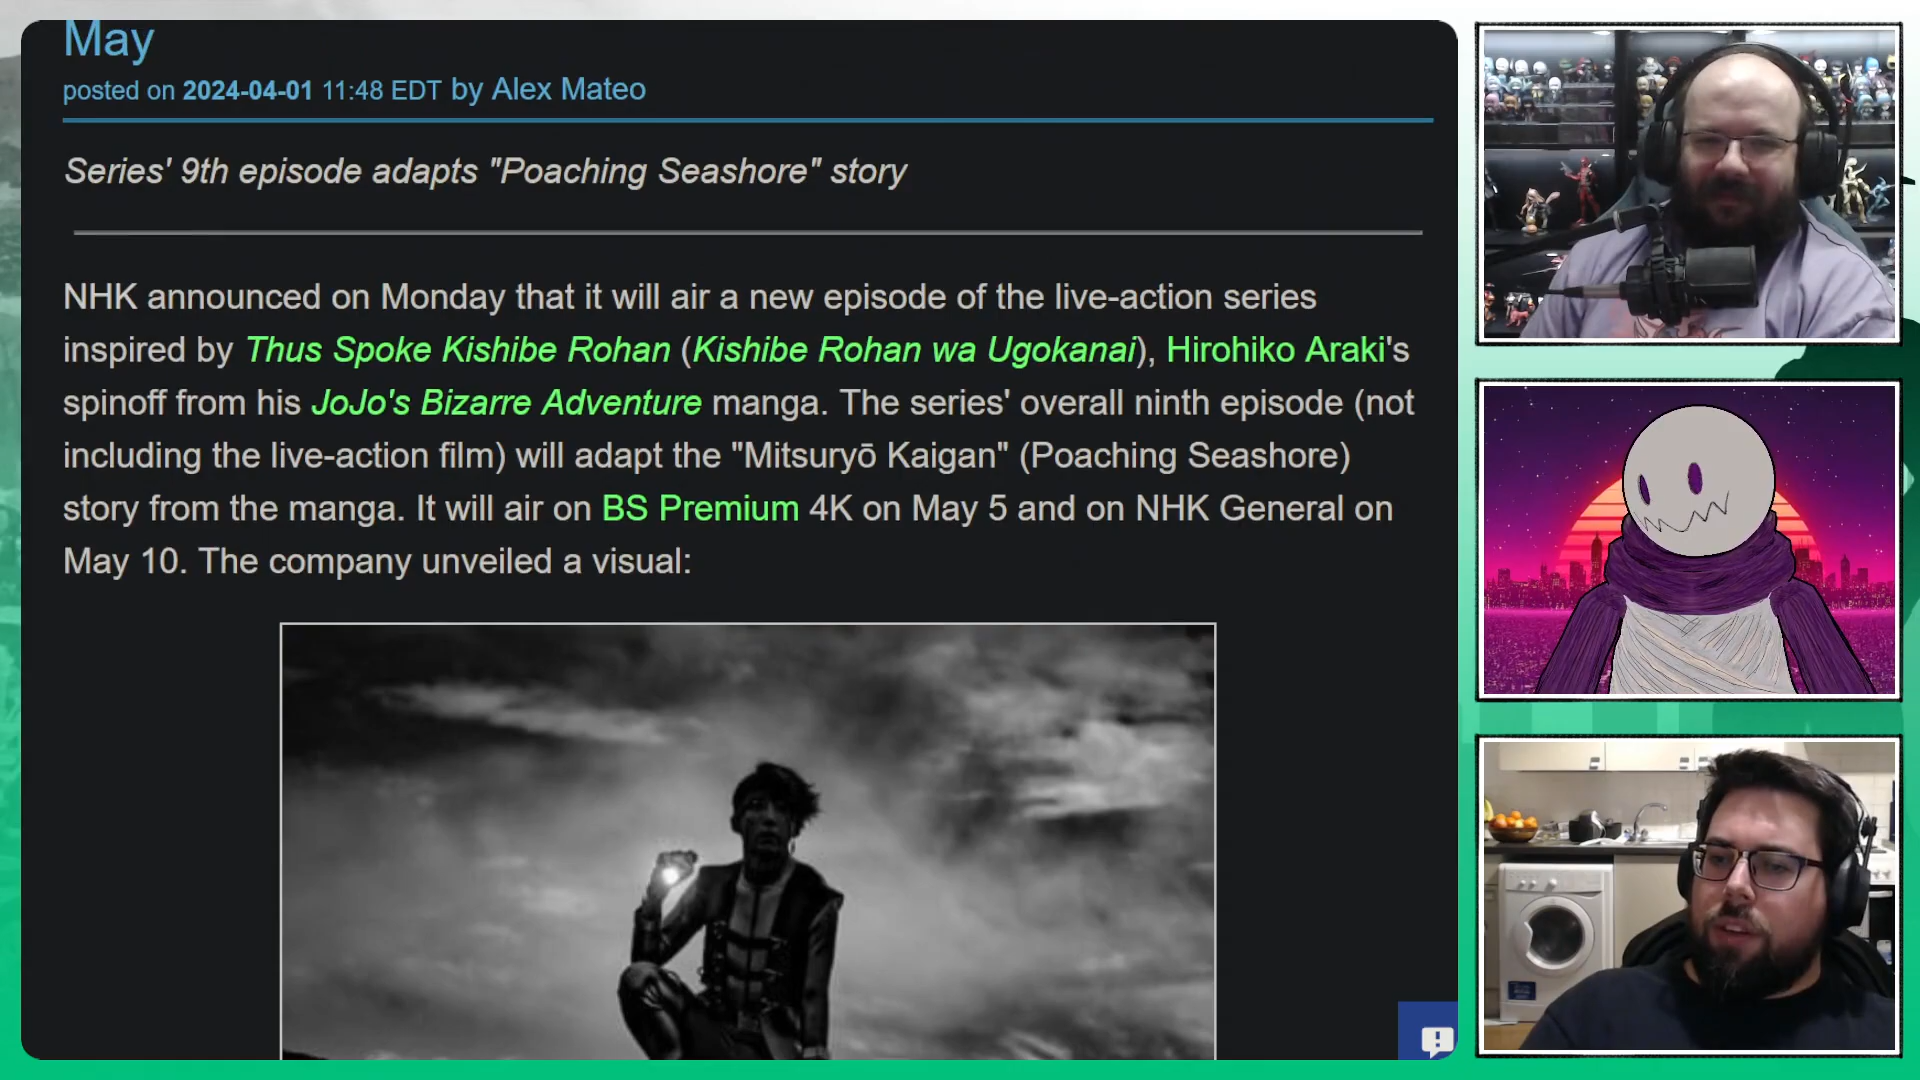 May
posted on 2024-04-01 11:48 EDT by Alex Mateo
Series' 9th episode adapts "Poaching Seashore" story
NHK announced on Monday that it will air a new episode of the live-action series
inspired by Thus Spoke Kishibe Rohan (Kishibe Rohan wa Ugokanai), Hirohiko Araki's
spinoff from his JoJo's Bizarre Adventure manga. The series' overall ninth episode (not
including the live-action film) will adapt the "Mitsuryō Kaigan" (Poaching Seashore)
story from the manga. It will air on BS Premium 4K on May 5 and on NHK General on
May 10. The company unveiled a visual: